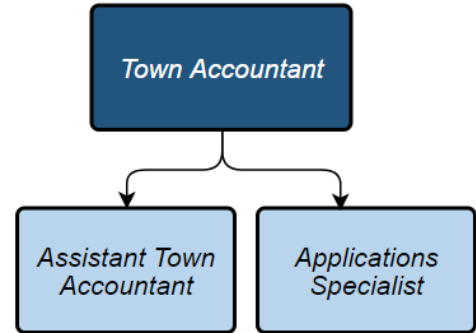 Town Accountant
Assistant Town
Accountant
Applications
Specialist